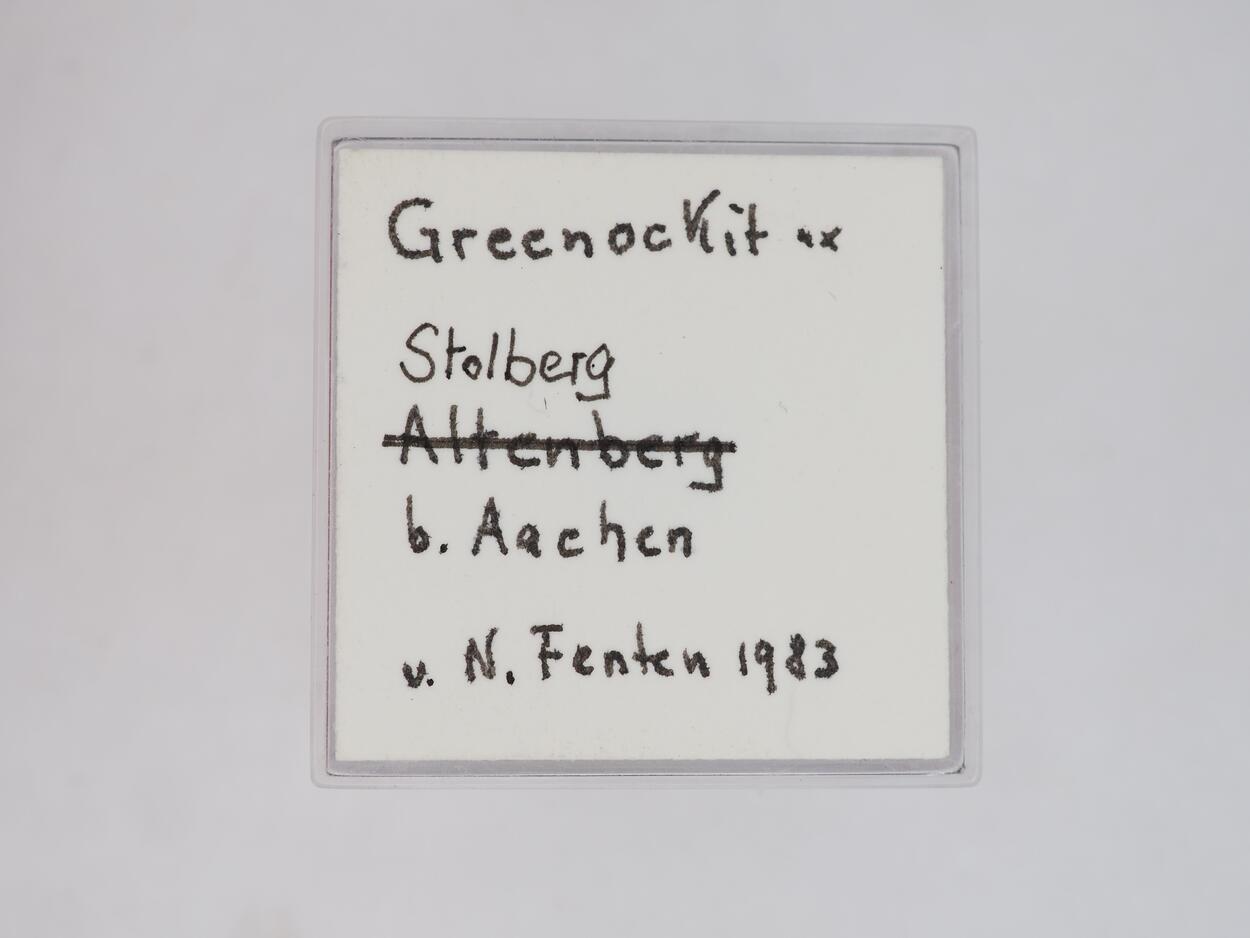 Greenockit xx
Stolberg
Altenberg
b. Aachen
v. N. Fenten 1983